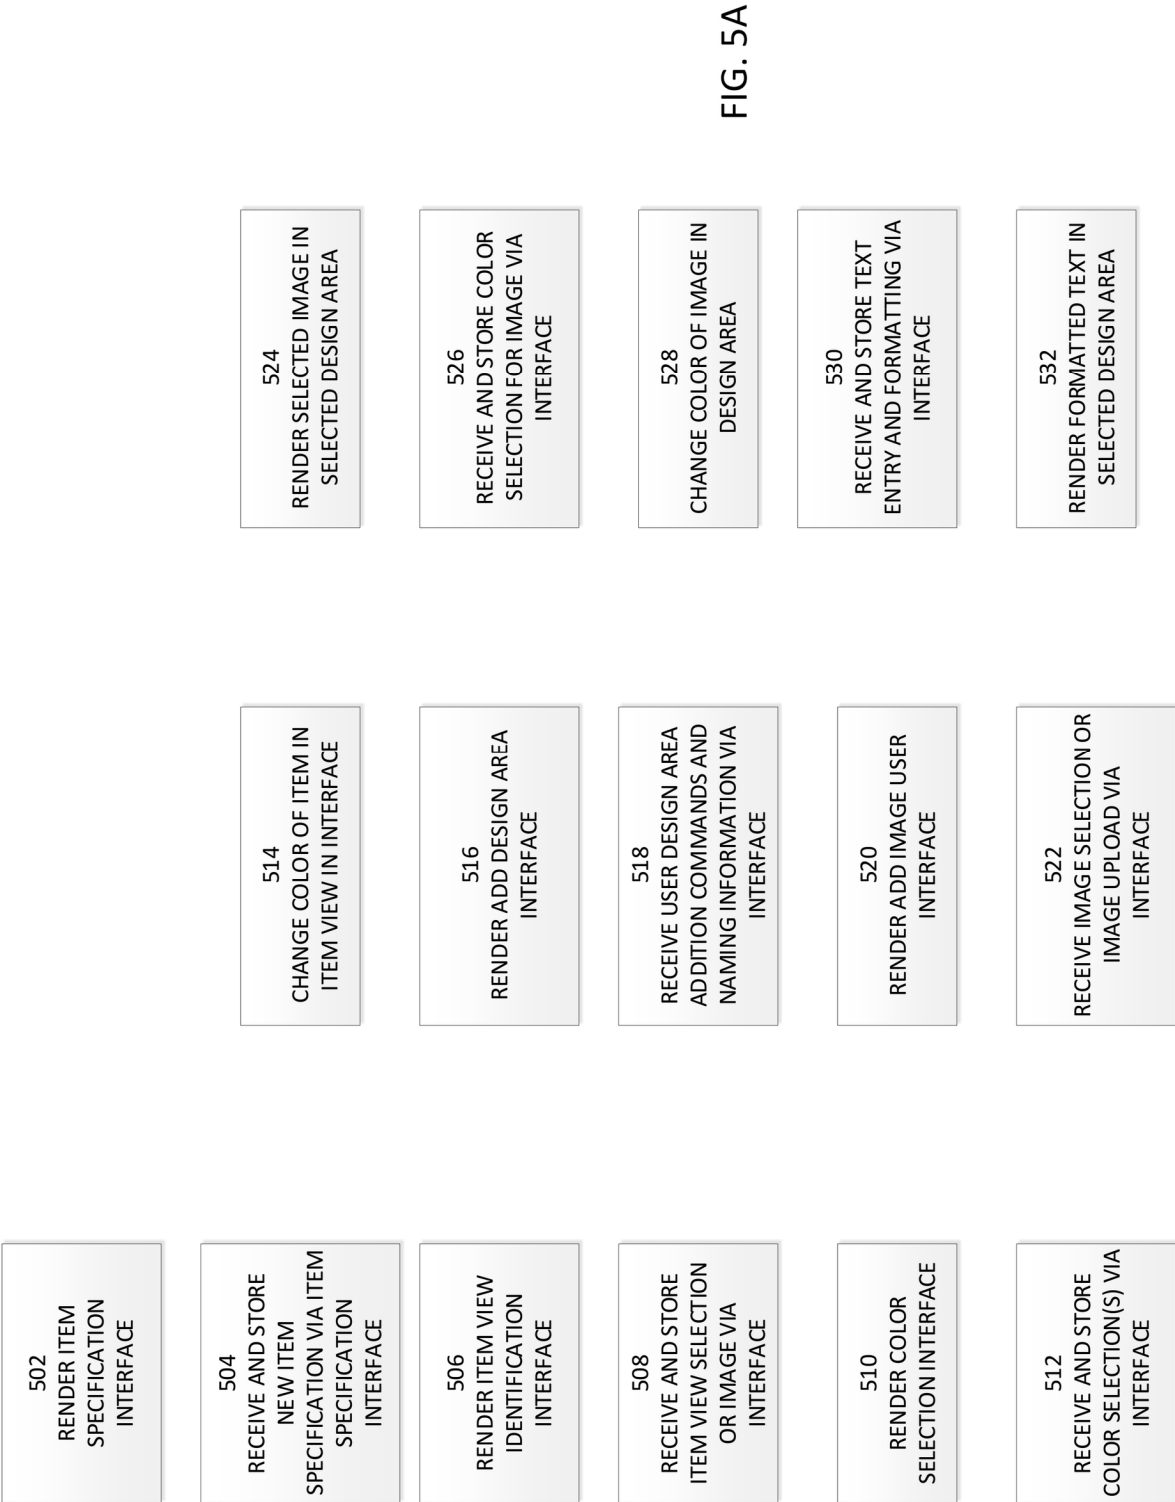 502
RENDER ITEM
SPECIFICATION
INTERFACE
504
RECEIVE AND STORE
NEW ITEM
SPECIFICATION VIA ITEM
SPECIFICATION
INTERFACE
506
RENDER ITEM VIEW
IDENTIFICATION
INTERFACE
508
RECEIVE AND STORE
ITEM VIEW SELECTION
OR IMAGE VIA
INTERFACE
510
RENDER COLOR
SELECTION INTERFACE
512
RECEIVE AND STORE
COLOR SELECTION(S) VIA
INTERFACE
514
CHANGE COLOR OF ITEM IN
ITEM VIEW IN INTERFACE
516
RENDER ADD DESIGN AREA
INTERFACE
518
RECEIVE USER DESIGN AREA
ADDITION COMMANDS AND
NAMING INFORMATION VIA
INTERFACE
520
RENDER ADD IMAGE USER
INTERFACE
522
RECEIVE IMAGE SELECTION OR
IMAGE UPLOAD VIA
INTERFACE
524
RENDER SELECTED IMAGE IN
SELECTED DESIGN AREA
526
RECEIVE AND STORE COLOR
SELECTION FOR IMAGE VIA
INTERFACE
528
CHANGE COLOR OF IMAGE IN
DESIGN AREA
530
RECEIVE AND STORE TEXT
ENTRY AND FORMATTING VIA
INTERFACE
532
RENDER FORMATTED TEXT IN
SELECTED DESIGN AREA
FIG. 5A